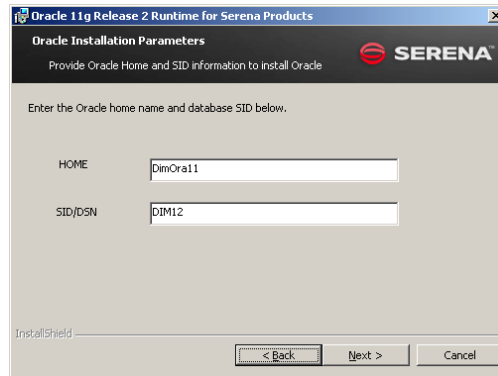 Oracle 11g Release 2 Runtime for Serena Products
Oracle Installation Parameters
Provide Oracle Home and SID information to install Oracle
SERENA™
Enter the Oracle home name and database SID below.
HOME
DimOra11
SID/DSN
DIM12
InstallShield
< Back
Next >
Cancel